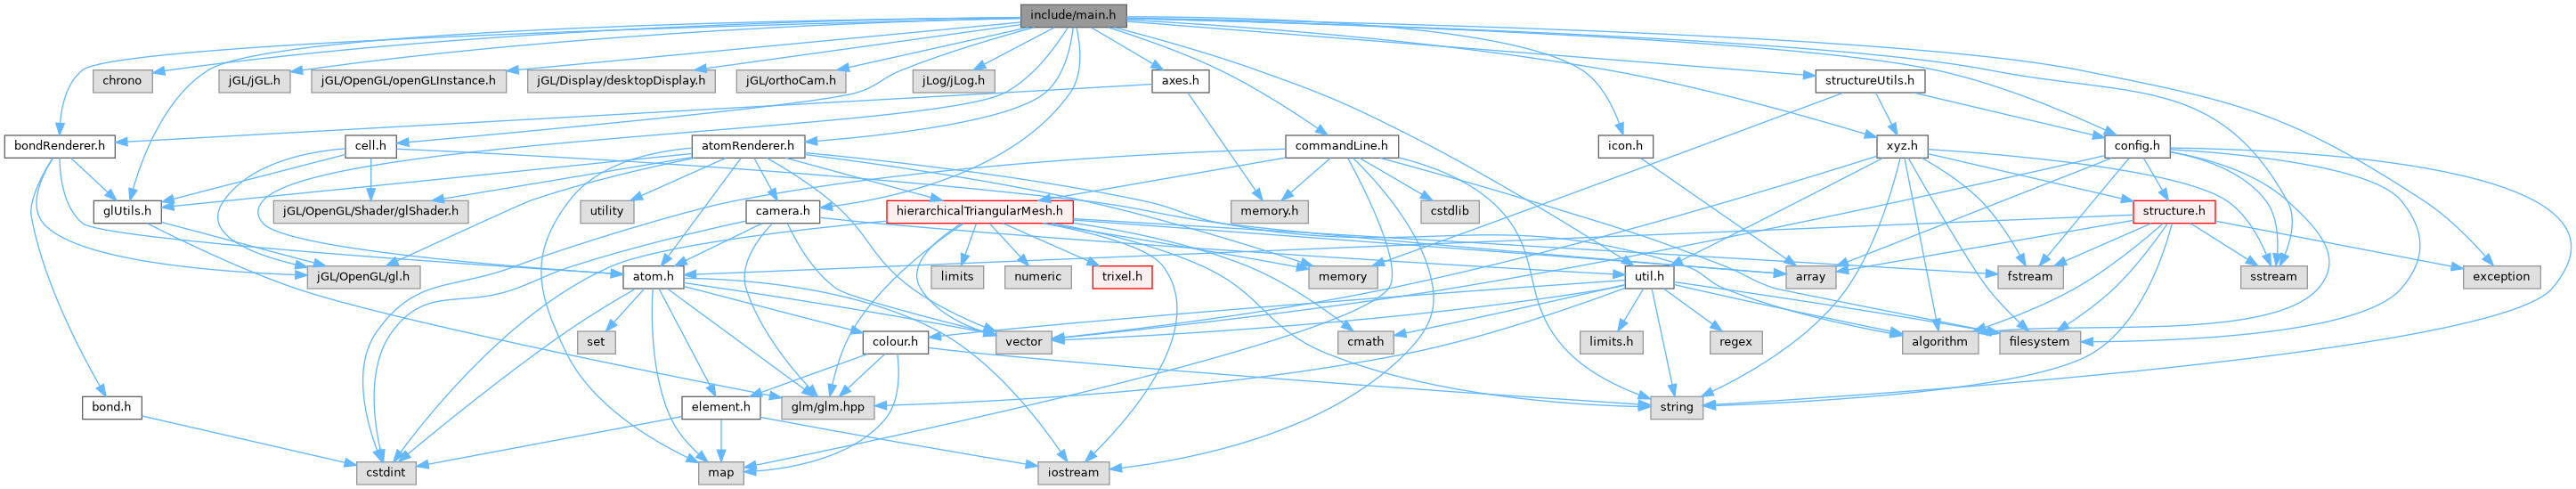 include/main.h
chrono
jGL/jGL.h
jGL/OpenGL/openGLInstance.h
jGL/Display/desktopDisplay.h
jGL/orthoCam.h
jLog/jLog.h
axes.h
structureUtils.h
bondRenderer.h
cell.h
atomRenderer.h
commandLine.h
icon.h
xyz.h
config.h
glUtils.h
jGL/OpenGL/Shader/glShader.h
utility
camera.h
hierarchicalTriangularMesh.h
memory.h
cstdlib
structure.h
jGL/OpenGL/gl.h
atom.h
limits
numeric
trixel.h
memory
util.h
array
fstream
sstream
exception
set
colour.h
vector
cmath
limits.h
regex
algorithm
filesystem
bond.h
element.h
glm/glm.hpp
string
cstdint
map
iostream